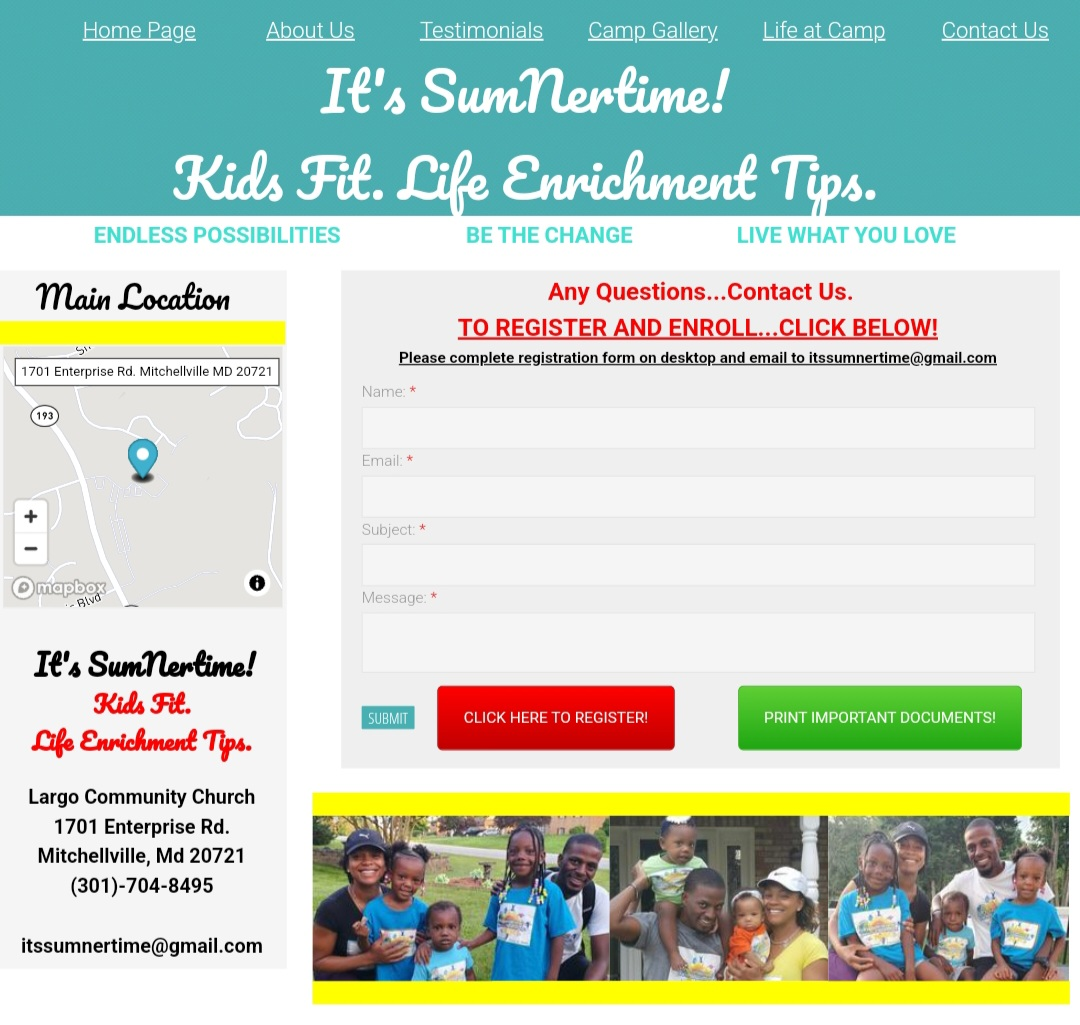 Home Page About Us Testimonials Camp Gallery Life at Camp Contact Us
It's SumNertime!
Kids Fit. Life Enrichment Tips.
ENDLESS POSSIBILITIES BE THE CHANGE LIVE WHAT YOU LOVE
Main Location
1701 Enterprise Rd. Mitchellville MD 20721
193
+
−
mapbox
Blvd
It's SumNertime!
Kids Fit.
Life Enrichment Tips.
Largo Community Church
1701 Enterprise Rd.
Mitchellville, Md 20721
(301)-704-8495
itssumnertime@gmail.com
Any Questions...Contact Us.
TO REGISTER AND ENROLL...CLICK BELOW!
Please complete registration form on desktop and email to itssumnertime@gmail.com
Name: *
Email: *
Subject: *
Message: *
SUBMIT CLICK HERE TO REGISTER! PRINT IMPORTANT DOCUMENTS!